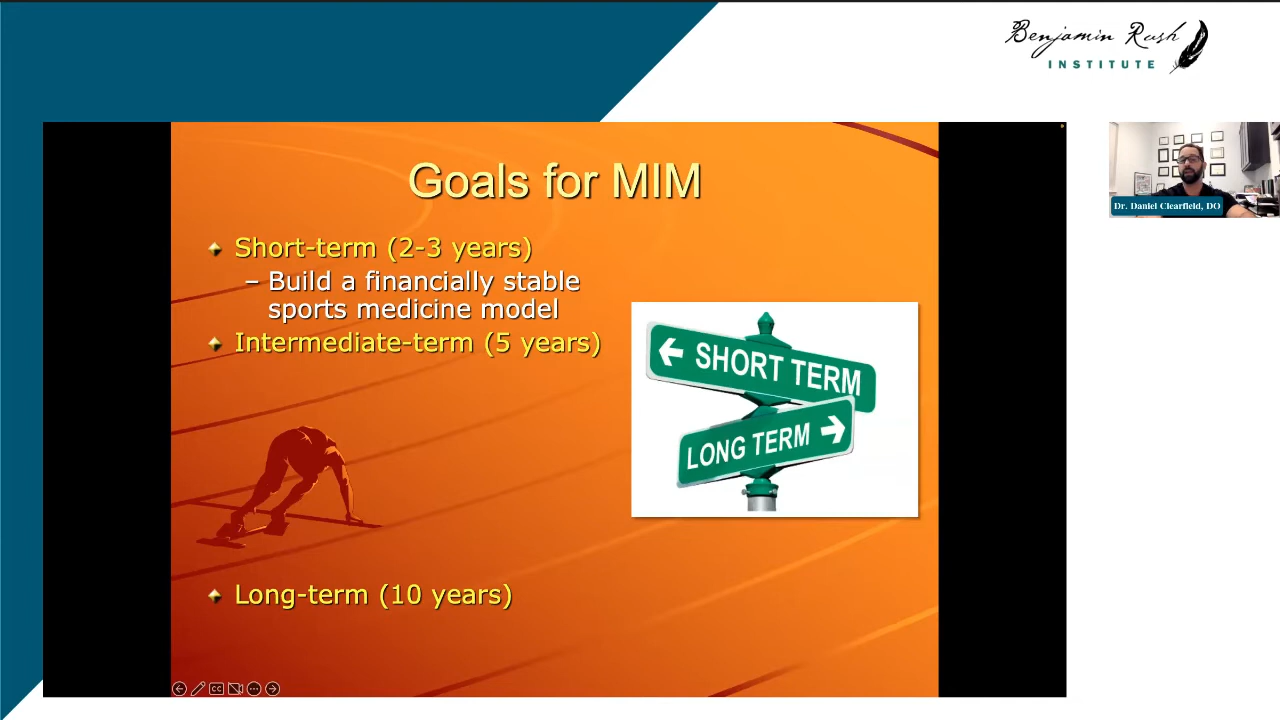 Benjamin Rush
INSTITUTE
Goals for MIM
Short-term (2-3 years)
– Build a financially stable
sports medicine model
Intermediate-term (5 years)
SHORT TERM
LONG TERM
Long-term (10 years)
Dr. Daniel Clearfield, DO
CC